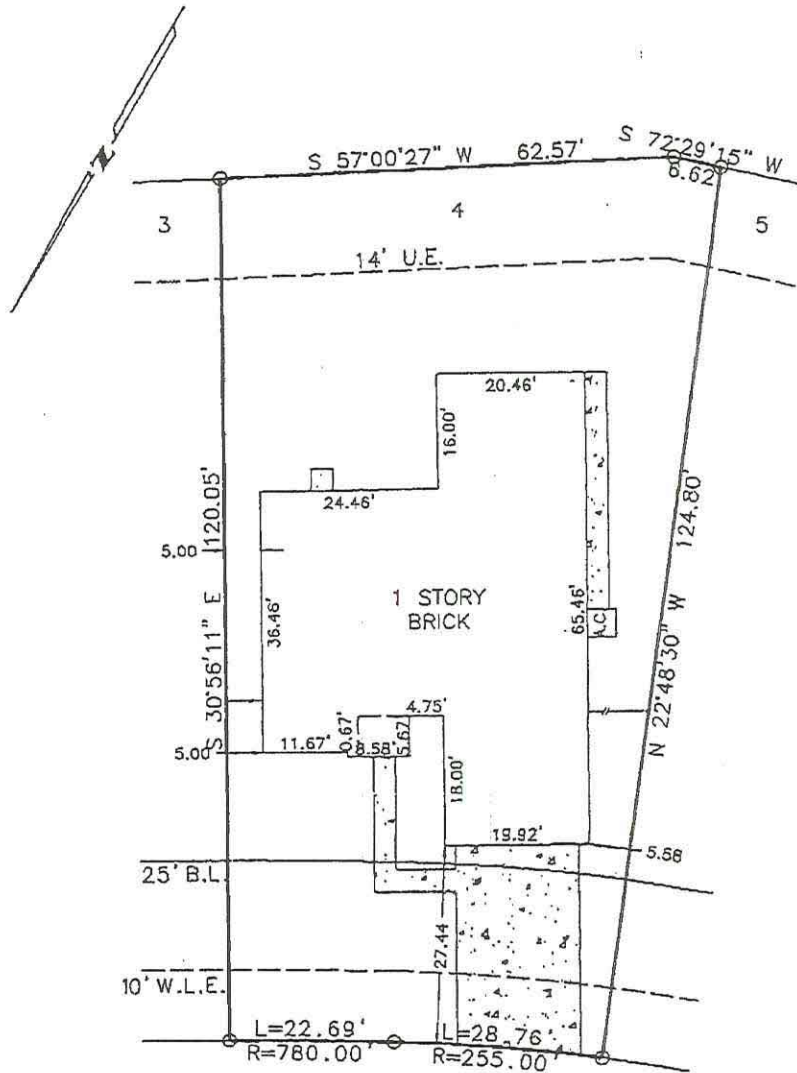 N
S 57°00'27" W 62.57'
S 72°29'15" W
6.62
3
4
5
14' U.E.
20.46'
16.00'
24.46'
S 30°56'11" E 120.05'
5.00
36.46'
1 STORY
BRICK
65.46'
A.C
N 22°48'30" W 124.80'
4.75'
0.67'
8.58'
5.67
11.67'
5.00
18.00'
19.92'
5.58
25' B.L.
27.44
10' W.L.E.
L=22.69'
R=780.00'
L=28.76'
R=255.00'